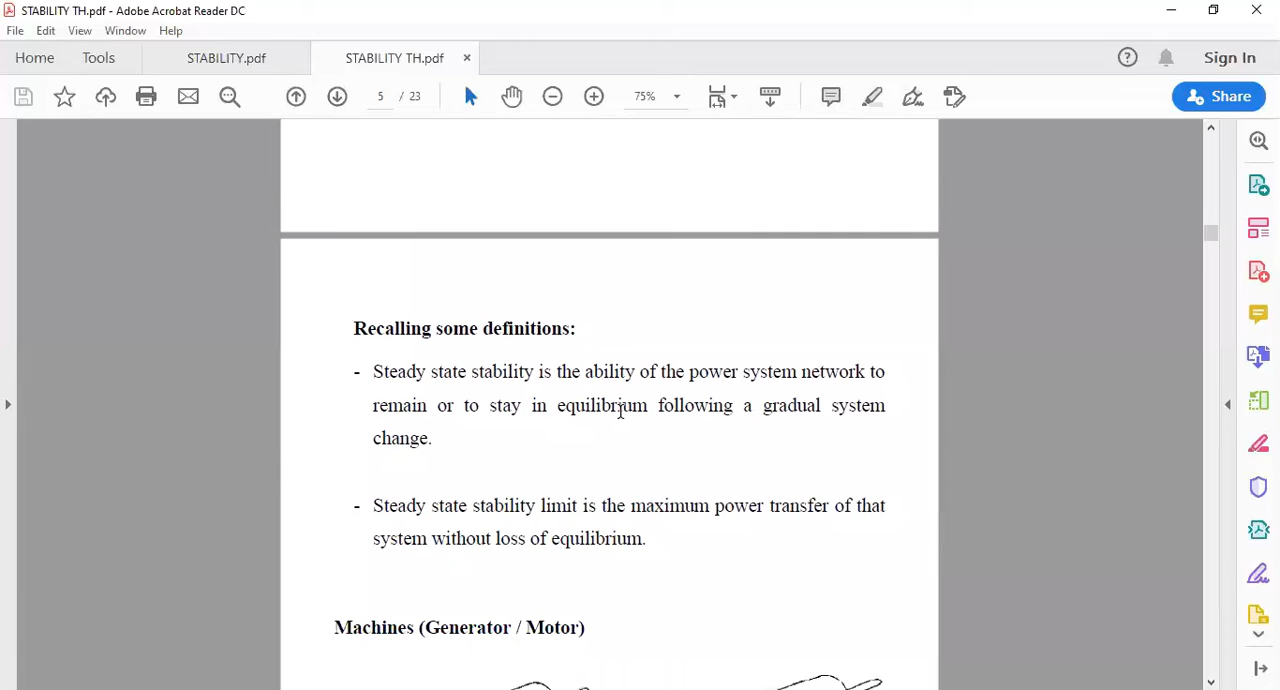 STABILITY TH.pdf - Adobe Acrobat Reader DC
File Edit View Window Help
Home Tools STABILITY.pdf STABILITY TH.pdf × Sign In
5 / 23 75% Share
Recalling some definitions:
- Steady state stability is the ability of the power system network to
remain or to stay in equilibrium following a gradual system
change.
- Steady state stability limit is the maximum power transfer of that
system without loss of equilibrium.
Machines (Generator / Motor)